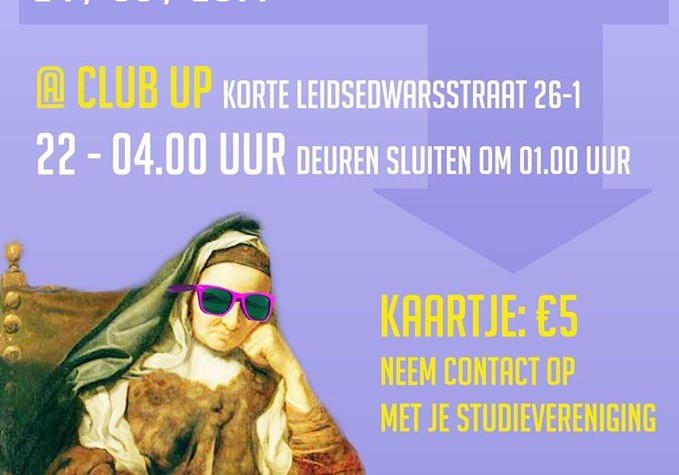 @ CLUB UP KORTE LEIDSEDWARSSTRAAT 26-1
22 - 04.00 UUR DEUREN SLUITEN OM 01.00 UUR
KAARTJE: €5
NEEM CONTACT OP
MET JE STUDIEVERENIGING